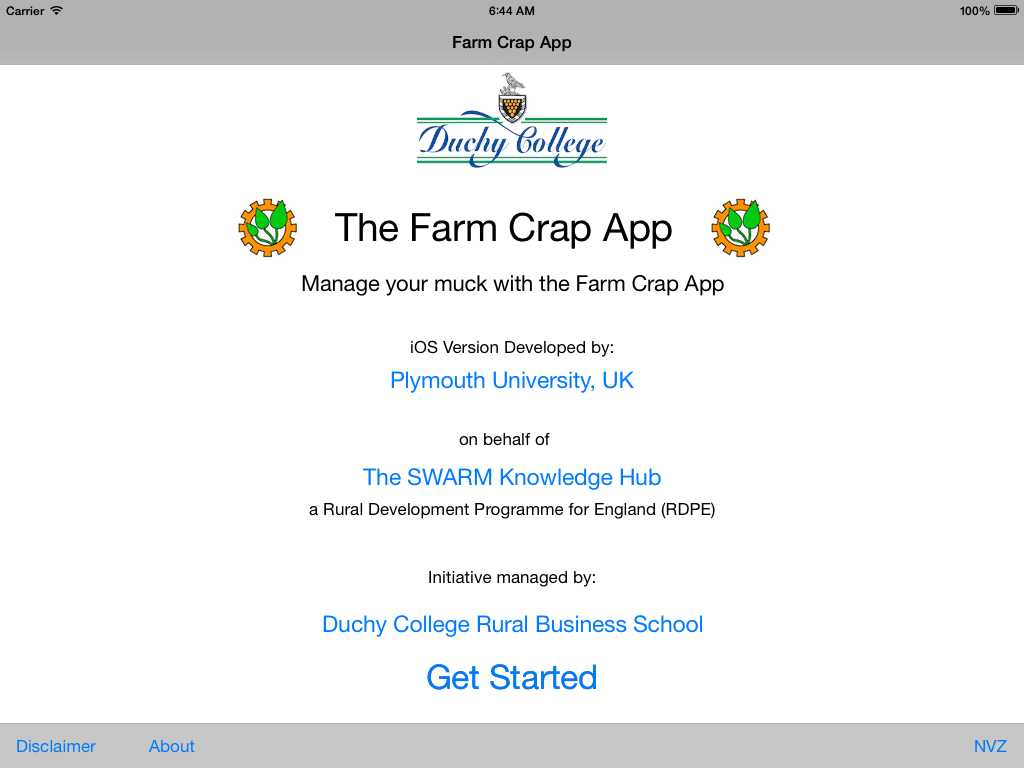 Carrier 6:44 AM 100%
Farm Crap App
Duchy College
The Farm Crap App
Manage your muck with the Farm Crap App
iOS Version Developed by:
Plymouth University, UK
on behalf of
The SWARM Knowledge Hub
a Rural Development Programme for England (RDPE)
Initiative managed by:
Duchy College Rural Business School
Get Started
Disclaimer About NVZ